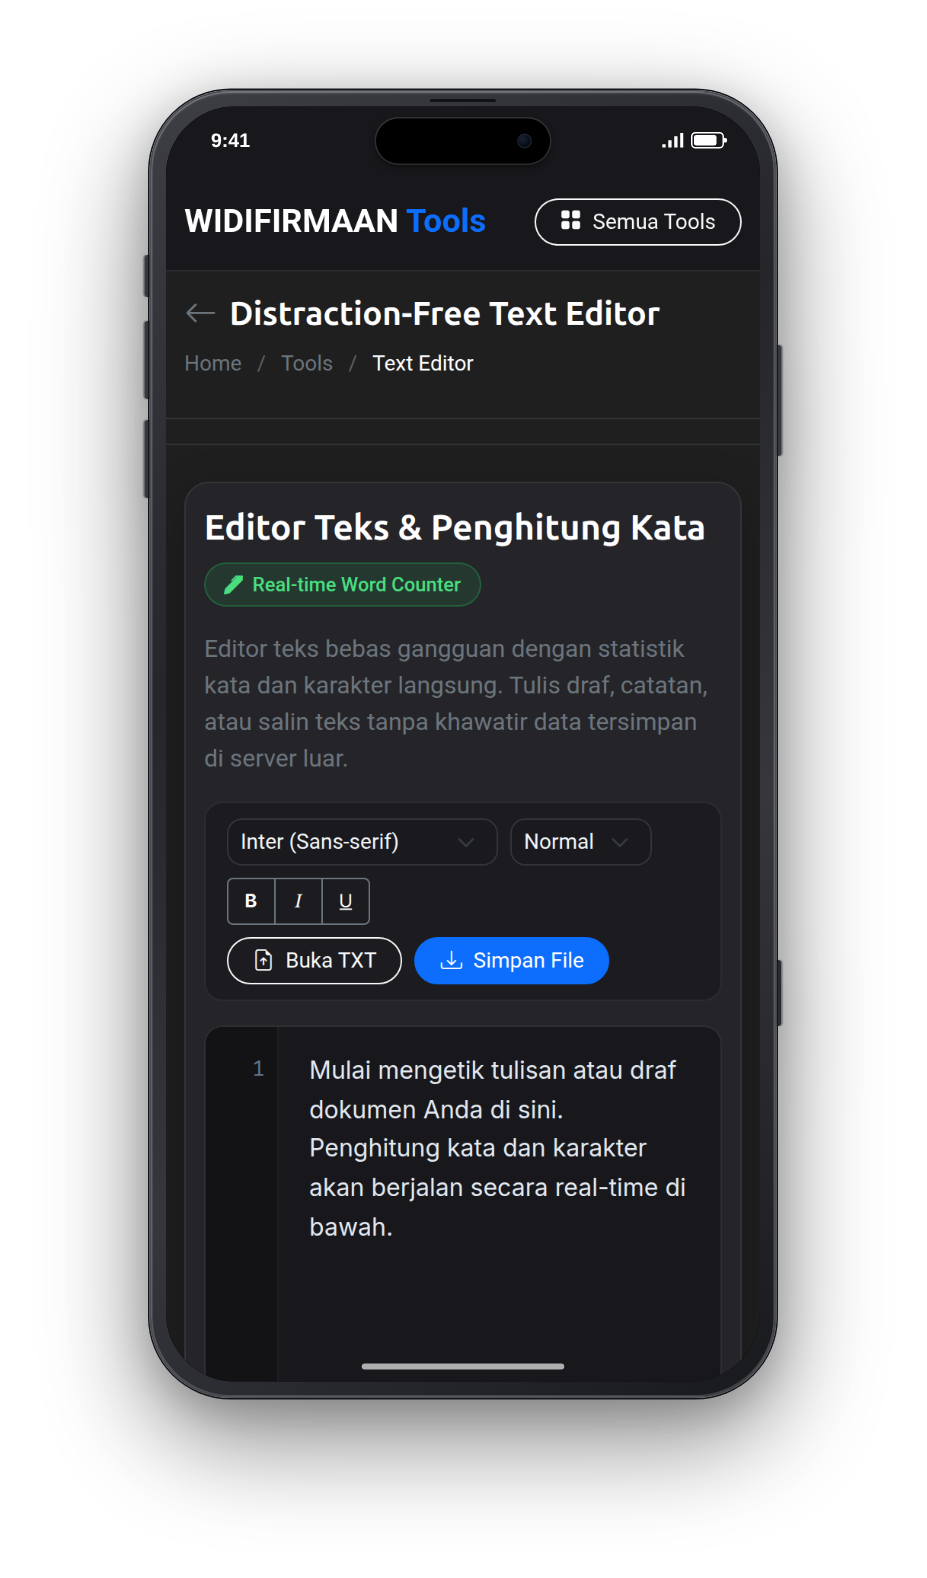 9:41
WIDIFIRMAAN Tools
Semua Tools
Distraction-Free Text Editor
Home / Tools / Text Editor
Editor Teks & Penghitung Kata
Real-time Word Counter
Editor teks bebas gangguan dengan statistik
kata dan karakter langsung. Tulis draf, catatan,
atau salin teks tanpa khawatir data tersimpan
di server luar.
Inter (Sans-serif)
Normal
B I U
Buka TXT
Simpan File
1
Mulai mengetik tulisan atau draf
dokumen Anda di sini.
Penghitung kata dan karakter
akan berjalan secara real-time di
bawah.